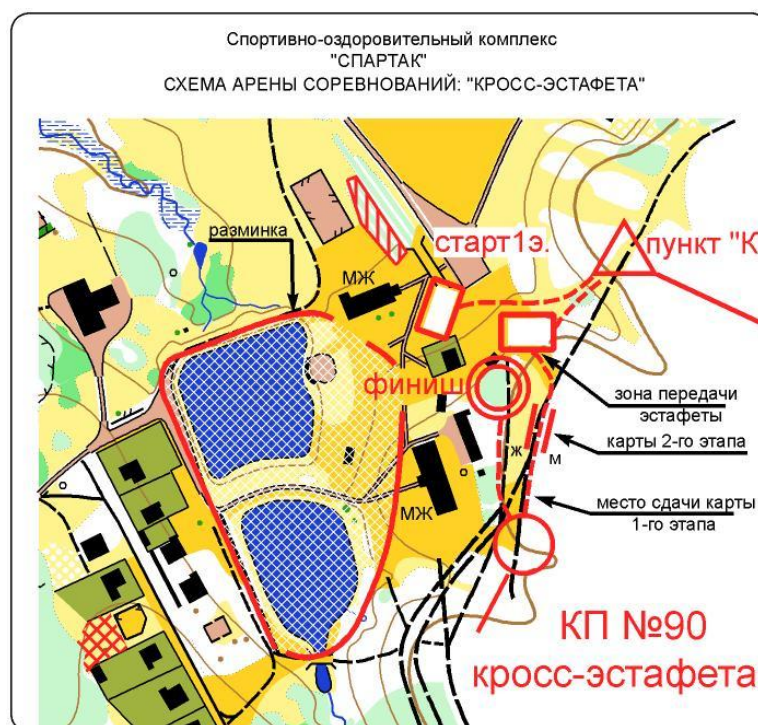 Спортивно-оздоровительный комплекс
"СПАРТАК"
СХЕМА АРЕНЫ СОРЕВНОВАНИЙ: "КРОСС-ЭСТАФЕТА"
разминка
старт1э.
пункт "К
МЖ
финиш
зона передачи
эстафеты
карты 2-го этапа
ж
м
МЖ
место сдачи карты
1-го этапа
КП №90
кросс-эстафета